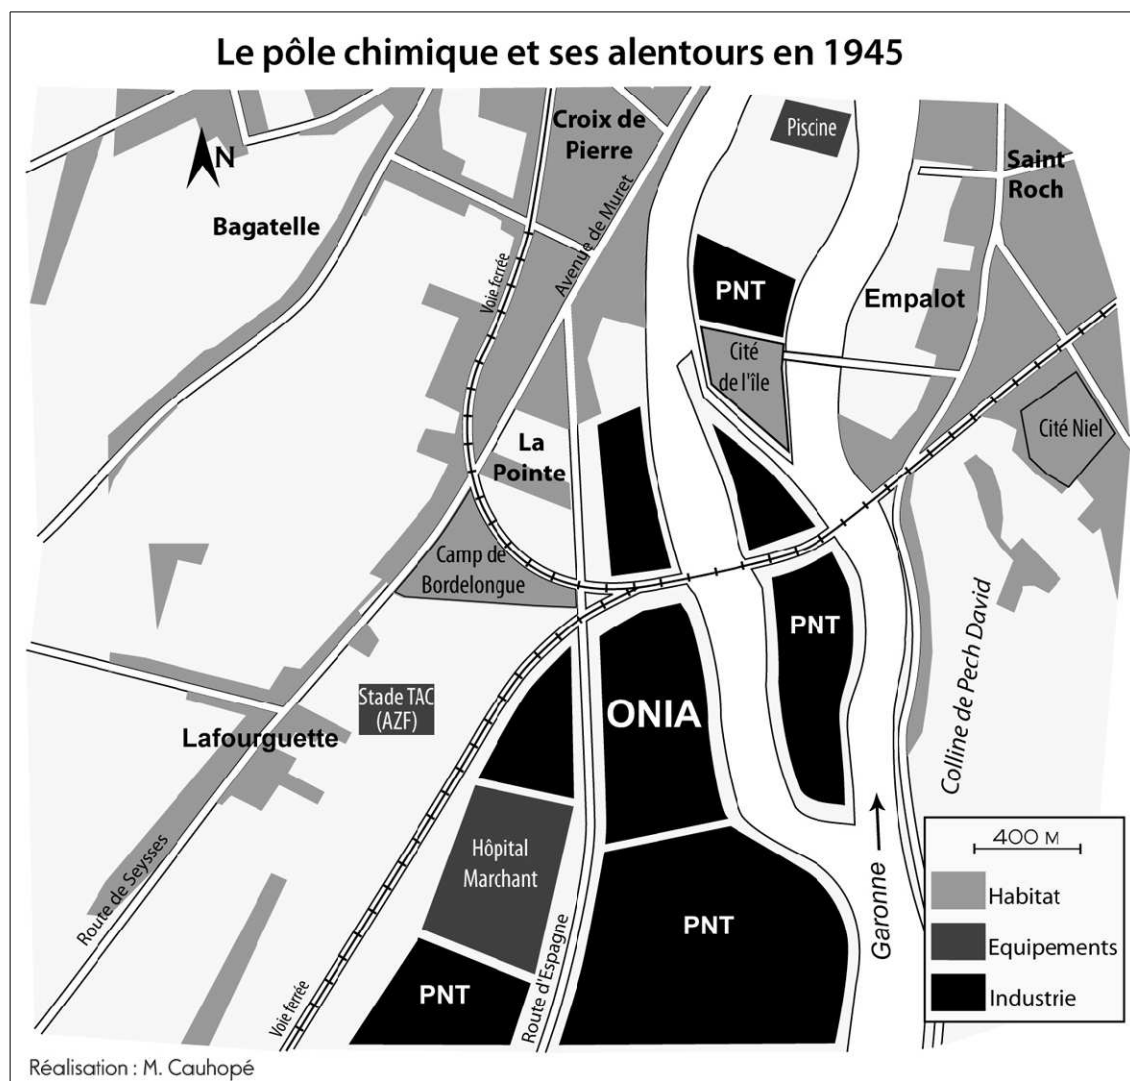 Le pôle chimique et ses alentours en 1945
N
Croix de
Pierre
Piscine
Saint
Roch
Bagatelle
Avenue de Muret
Voie ferrée
PNT
Empalot
Cité
de l'île
Cité Niel
La
Pointe
Camp de
Bordelongue
PNT
Colline de Pech David
Stade TAC
(AZF)
ONIA
Lafourguette
Hôpital
Marchant
Route de Seysses
PNT
Garonne
Route d'Espagne
PNT
Voie ferrée
400 M
Habitat
Equipements
Industrie
Réalisation : M. Cauhopé